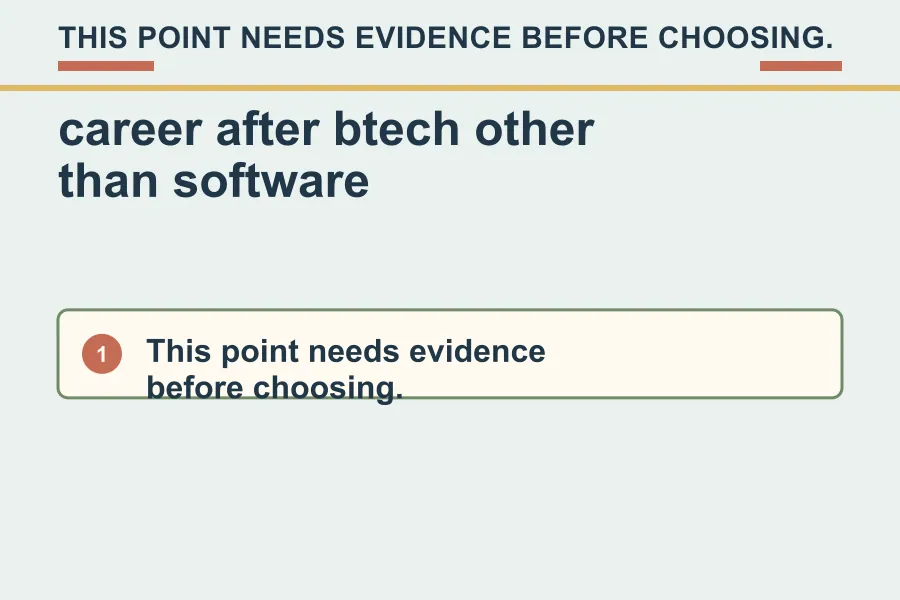 THIS POINT NEEDS EVIDENCE BEFORE CHOOSING.
career after btech other
than software
1
This point needs evidence
before choosing.